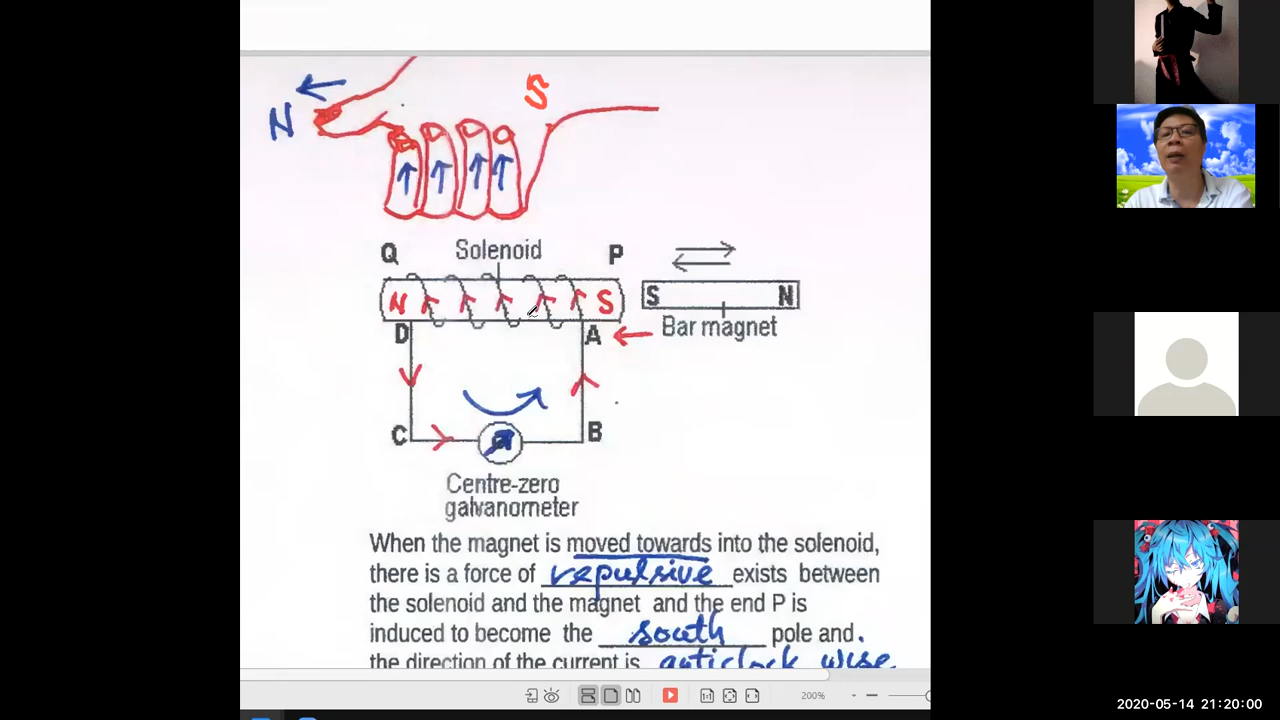 N
S
Q
Solenoid
P
N
S
S
N
D
A
Bar magnet
C
B
Centre-zero
galvanometer
When the magnet is moved towards into the solenoid,
there is a force of repulsive exists between
the solenoid and the magnet and the end P is
induced to become the south pole and.
the direction of the current is anticlock wise
1:1
200%
2020-05-14 21:20:00